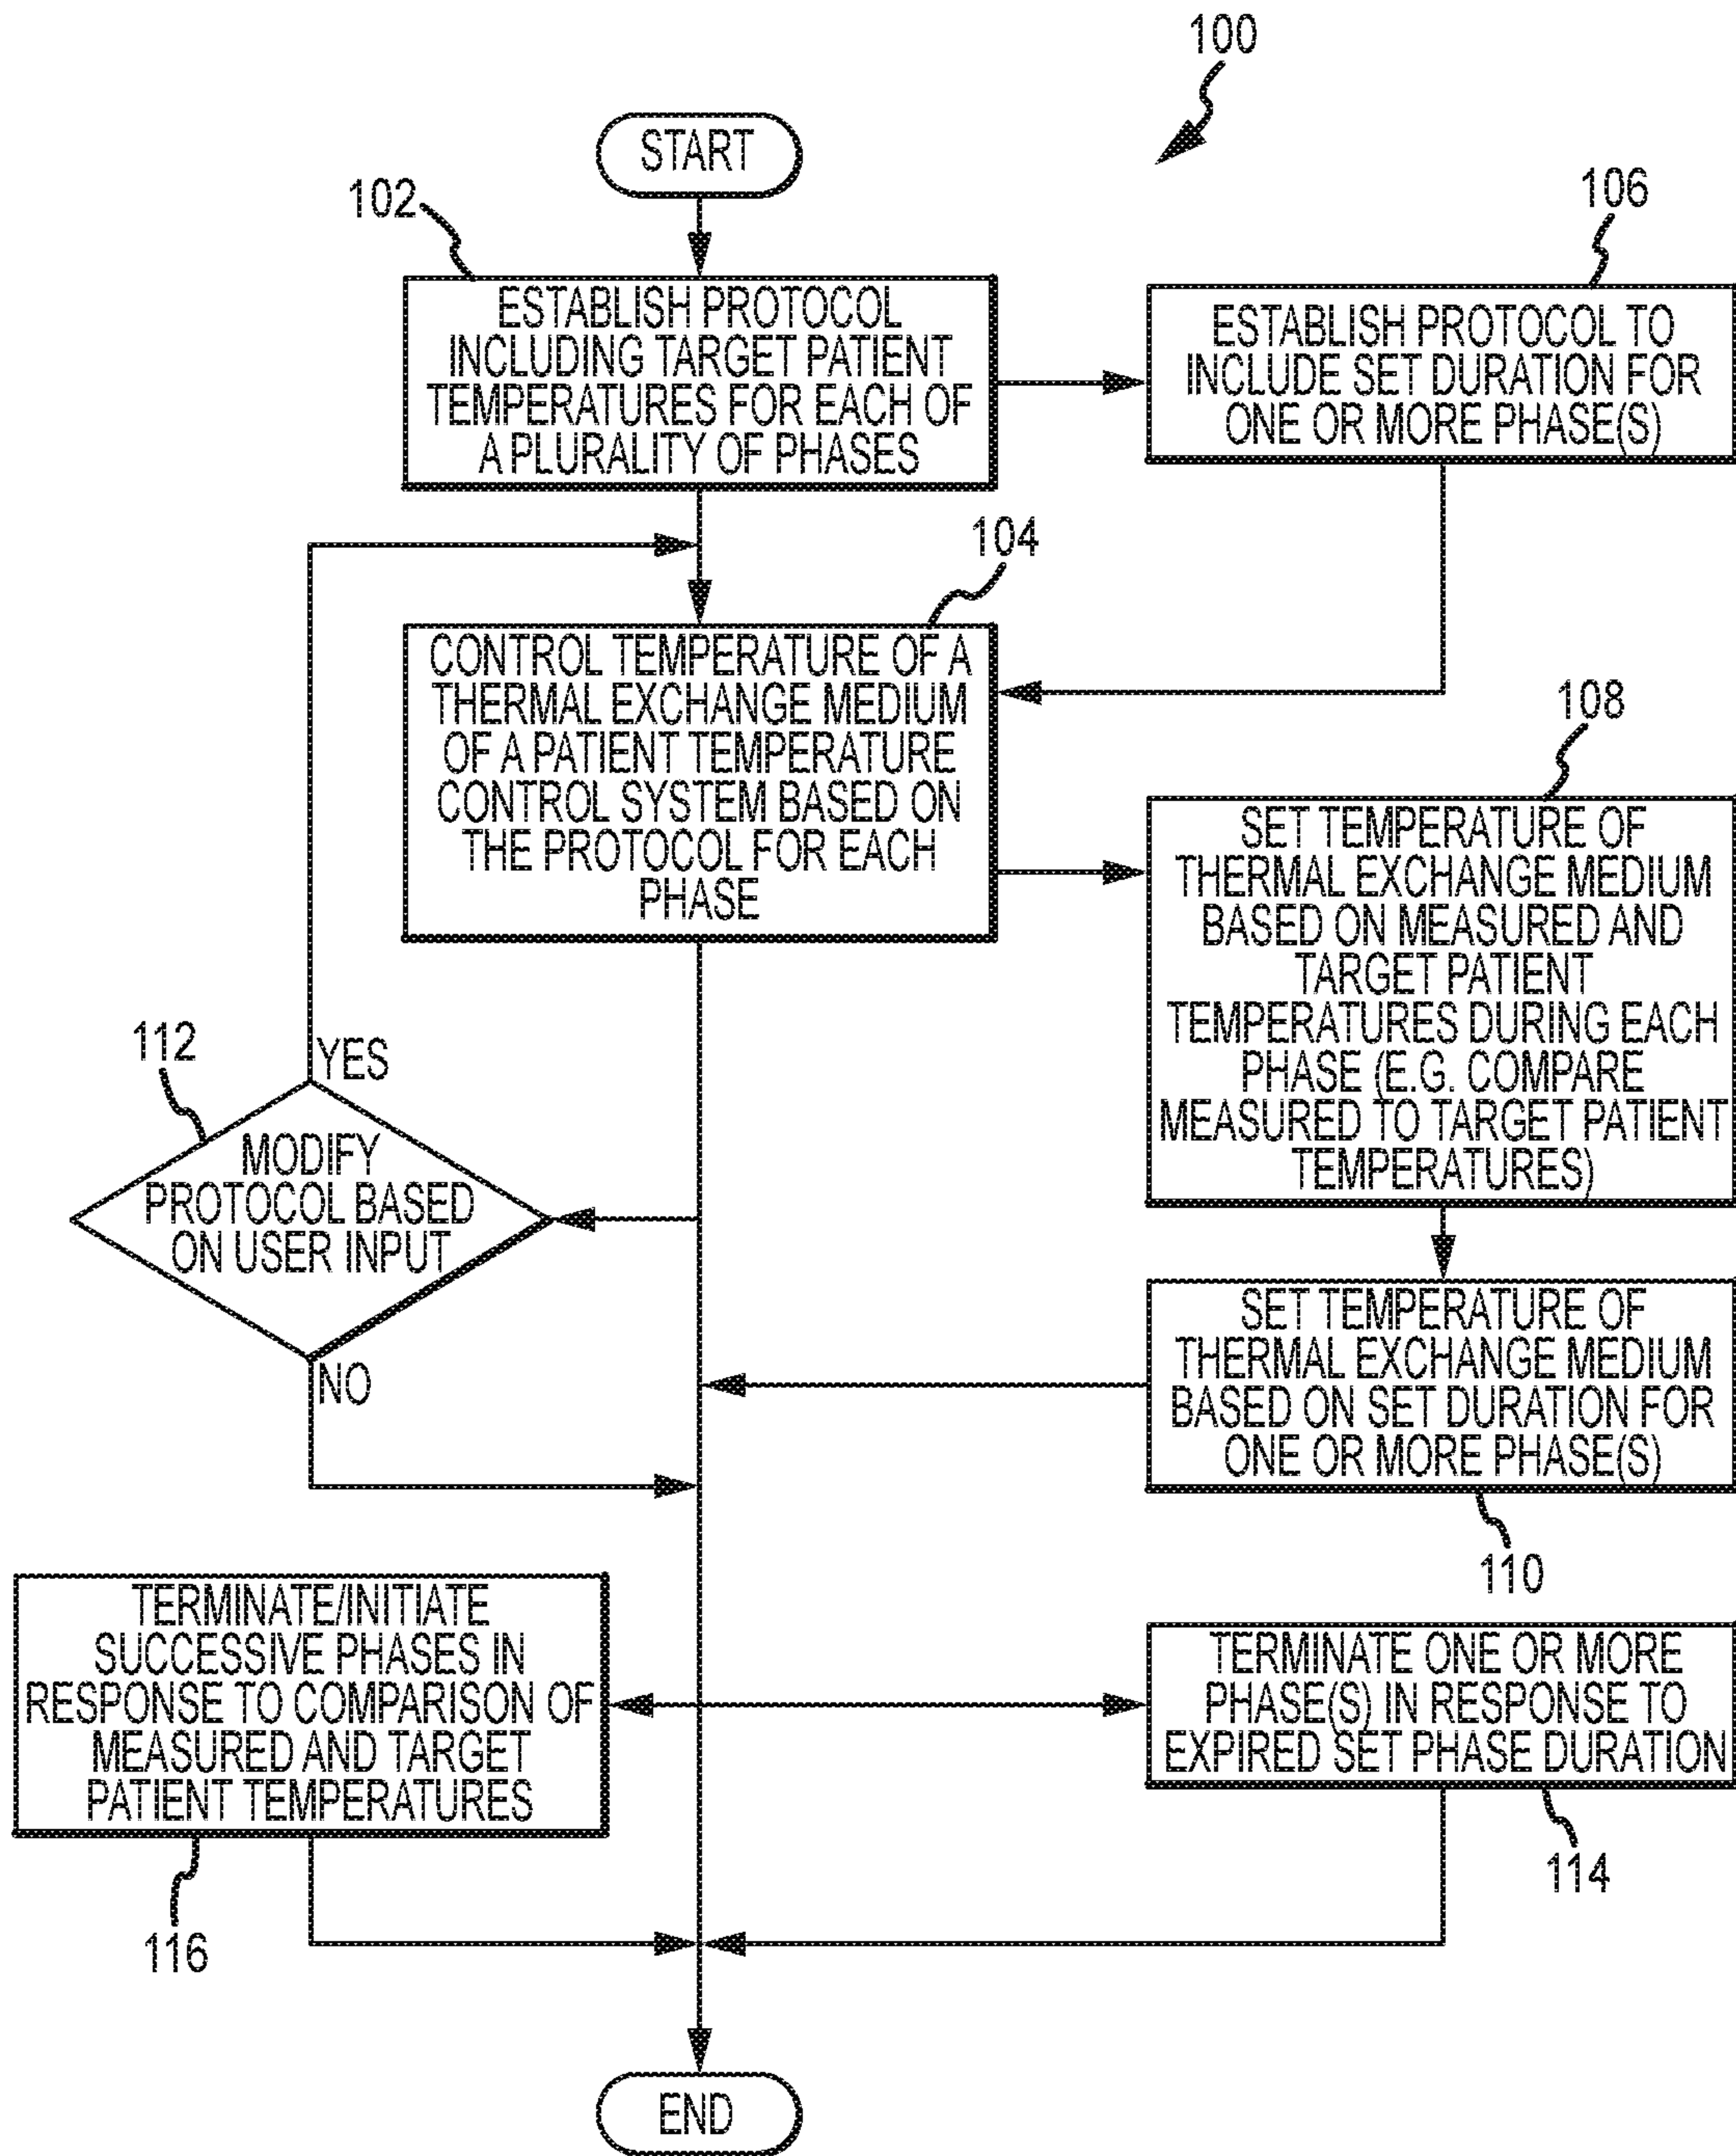 100
START
102
ESTABLISH PROTOCOL
INCLUDING TARGET PATIENT
TEMPERATURES FOR EACH OF
A PLURALITY OF PHASES
106
ESTABLISH PROTOCOL TO
INCLUDE SET DURATION FOR
ONE OR MORE PHASE(S)
104
CONTROL TEMPERATURE OF A
THERMAL EXCHANGE MEDIUM
OF A PATIENT TEMPERATURE
CONTROL SYSTEM BASED ON
THE PROTOCOL FOR EACH
PHASE
108
SET TEMPERATURE OF
THERMAL EXCHANGE MEDIUM
BASED ON MEASURED AND
TARGET PATIENT
TEMPERATURES DURING EACH
PHASE (E.G. COMPARE
MEASURED TO TARGET PATIENT
TEMPERATURES)
112
YES
MODIFY
PROTOCOL BASED
ON USER INPUT
NO
SET TEMPERATURE OF
THERMAL EXCHANGE MEDIUM
BASED ON SET DURATION FOR
ONE OR MORE PHASE(S)
110
TERMINATE/INITIATE
SUCCESSIVE PHASES IN
RESPONSE TO COMPARISON OF
MEASURED AND TARGET
PATIENT TEMPERATURES
116
TERMINATE ONE OR MORE
PHASE(S) IN RESPONSE TO
EXPIRED SET PHASE DURATION
114
END